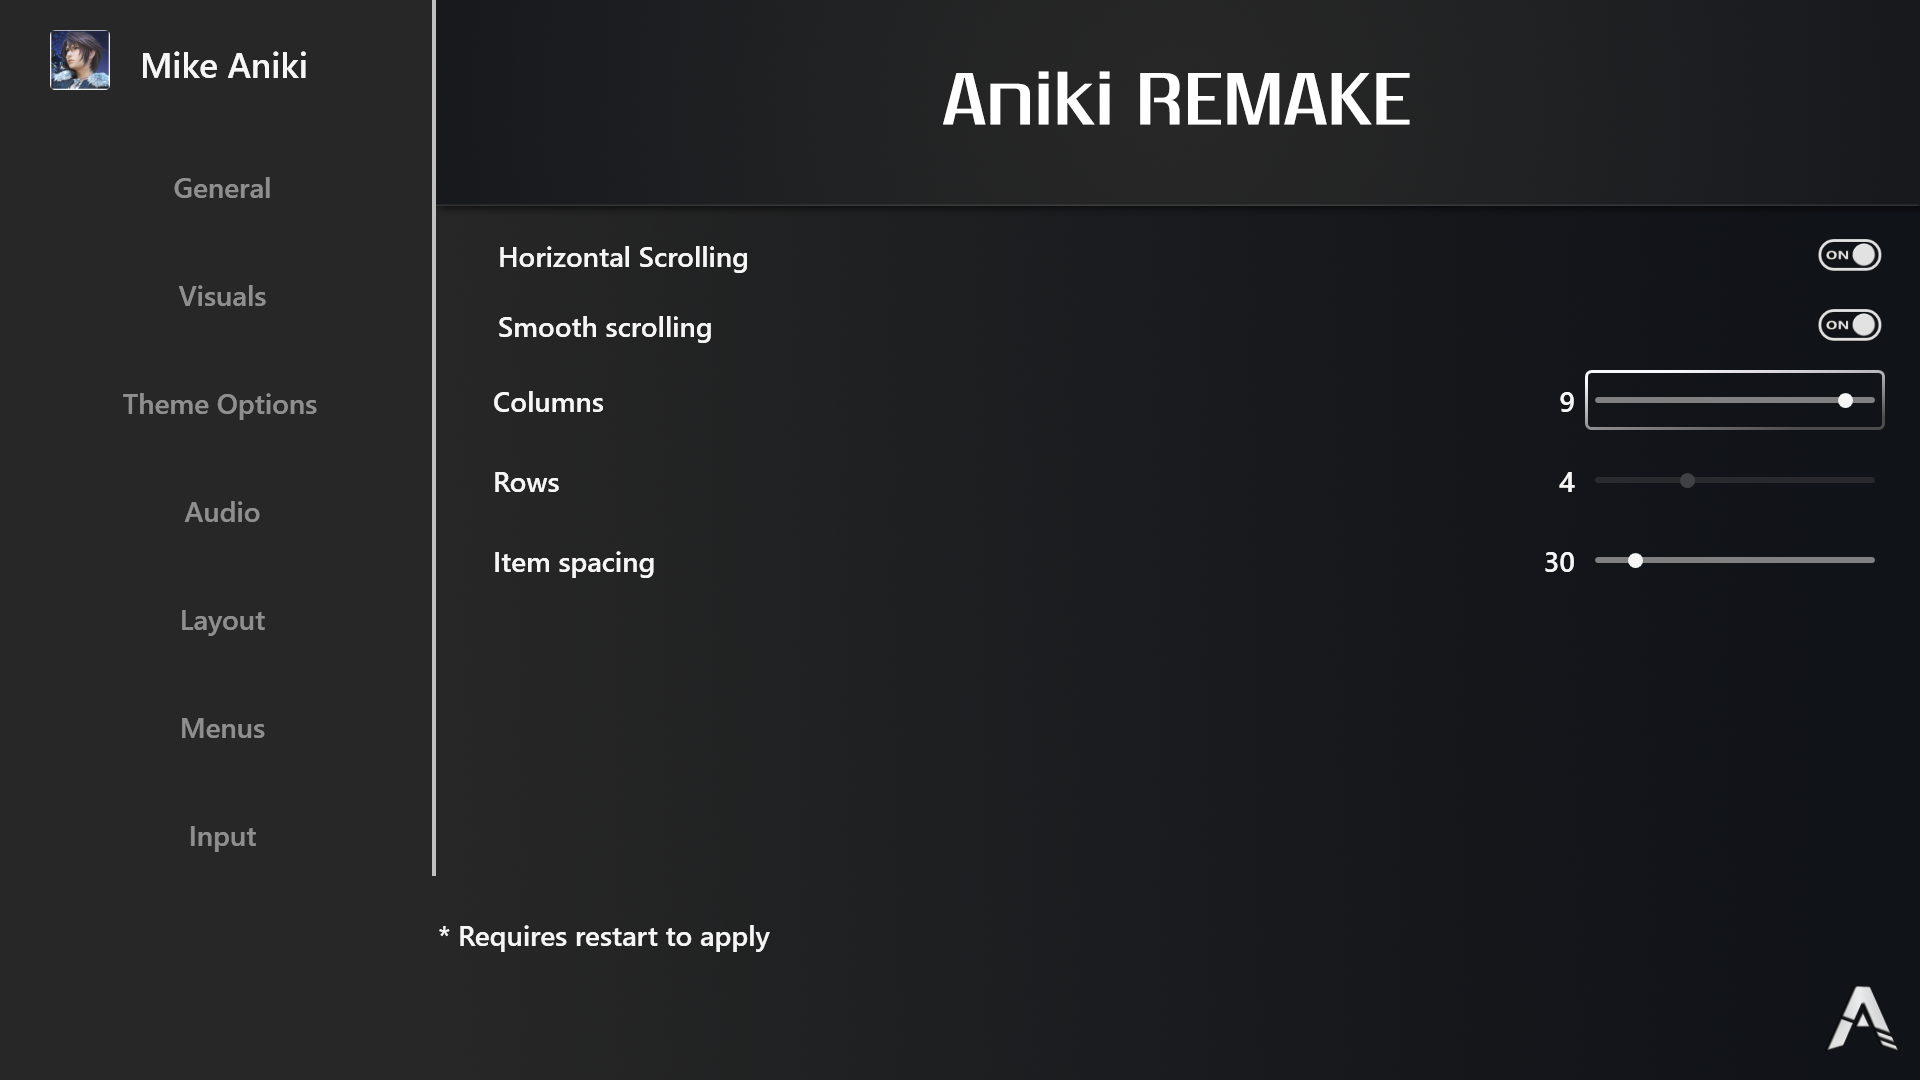 Mike Aniki
General
Visuals
Theme Options
Audio
Layout
Menus
Input
Aniki REMAKE
Horizontal Scrolling ON
Smooth scrolling ON
Columns 9
Rows 4
Item spacing 30
* Requires restart to apply